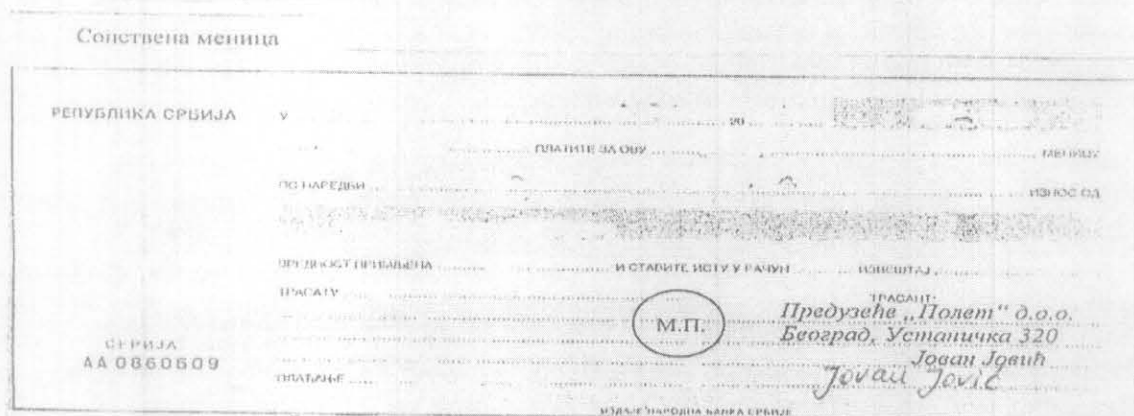 Сопствена меница
РЕПУБЛИКА СРБИЈА У 20
ПЛАТИТЕ ЗА ОВУ МЕНИЦУ
ПО НАРЕДБИ ИЗНОС ОД
ВРЕДНОСТ ПРИМЉЕНА И СТАВИТЕ ИСТУ У РАЧУН ИЗВЕШТАЈ
ТРАСАТУ ТРАСАНТ:
М.П. Предузеће „Полет“ д.о.о.
Београд, Устаничка 320
СЕРИЈА Јован Јовић
АА 0860609 Jovan Jović
ПЛАЋАЊЕ
ИЗДАЈЕ НАРОДНА БАНКА СРБИЈЕ